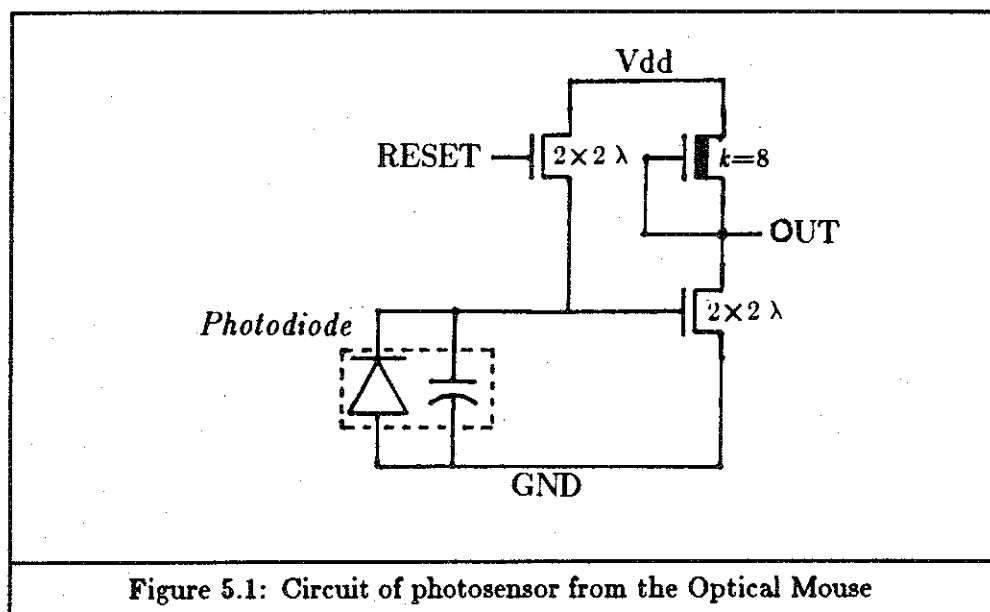 Vdd
RESET
2×2 λ
k=8
OUT
2×2 λ
Photodiode
GND
Figure 5.1: Circuit of photosensor from the Optical Mouse